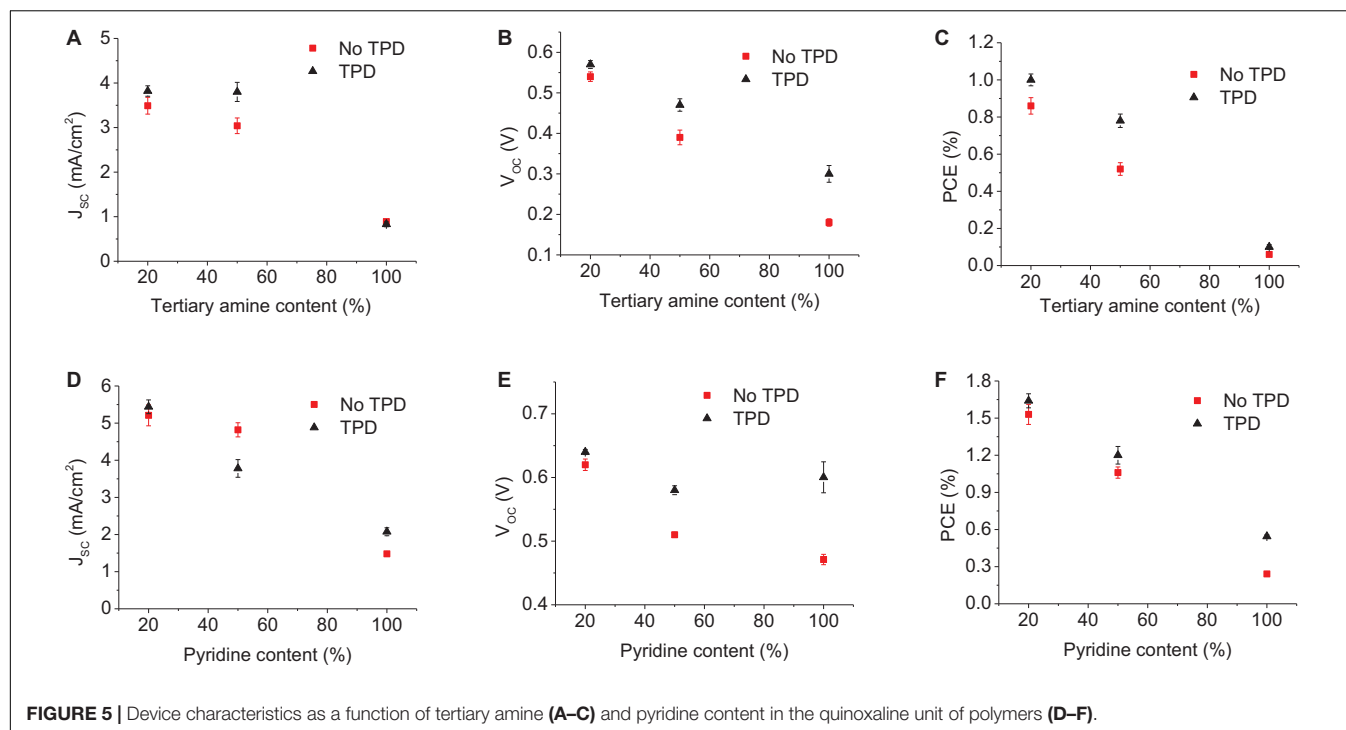 A
No TPD
TPD
J_SC (mA/cm²)
5
4
3
2
1
0
20 40 60 80 100
Tertiary amine content (%)
B
No TPD
TPD
V_OC (V)
0.6
0.5
0.4
0.3
0.2
0.1
20 40 60 80 100
Tertiary amine content (%)
C
No TPD
TPD
PCE (%)
1.2
1.0
0.8
0.6
0.4
0.2
0.0
20 40 60 80 100
Tertiary amine content (%)
D
No TPD
TPD
J_SC (mA/cm²)
6
5
4
3
2
1
0
20 40 60 80 100
Pyridine content (%)
E
No TPD
TPD
V_OC (V)
0.7
0.6
0.5
0.4
20 40 60 80 100
Pyridine content (%)
F
No TPD
TPD
PCE (%)
1.8
1.5
1.2
0.9
0.6
0.3
0.0
20 40 60 80 100
Pyridine content (%)
FIGURE 5 | Device characteristics as a function of tertiary amine (A–C) and pyridine content in the quinoxaline unit of polymers (D–F).